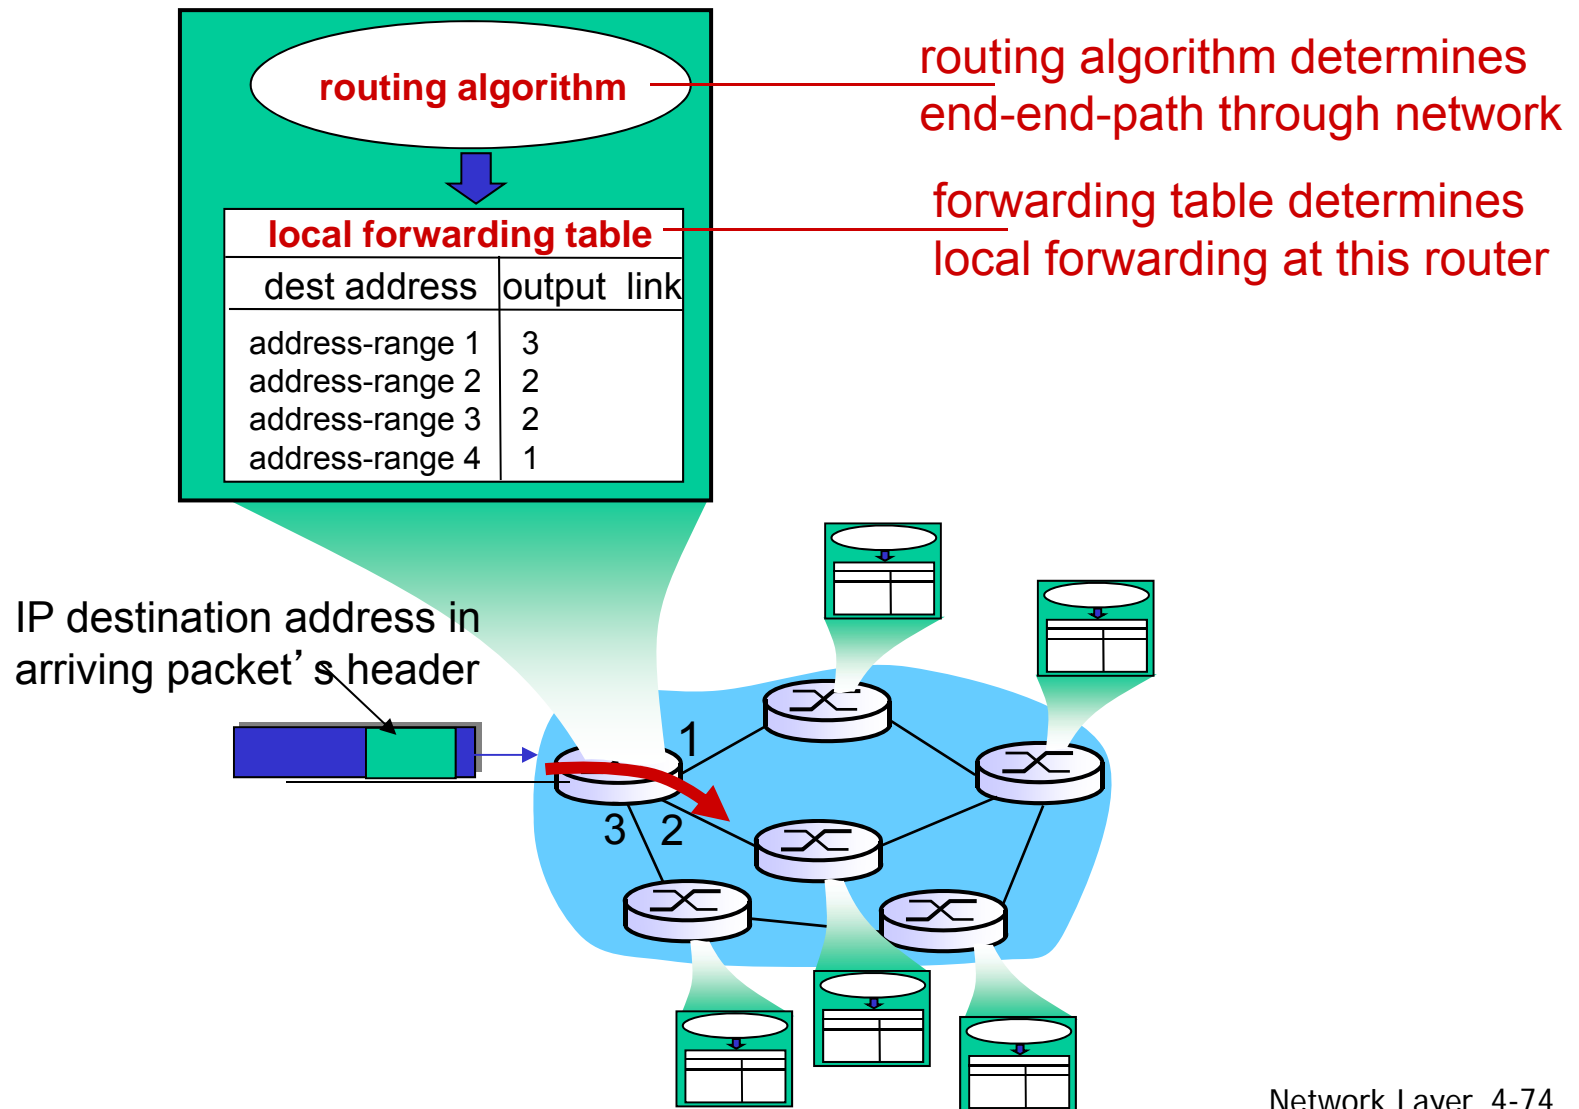 routing algorithm
routing algorithm determines
end-end-path through network
forwarding table determines
local forwarding at this router
local forwarding table
dest address output link
address-range 1 3
address-range 2 2
address-range 3 2
address-range 4 1
IP destination address in
arriving packet’s header
1
3 2
Network Layer 4-74